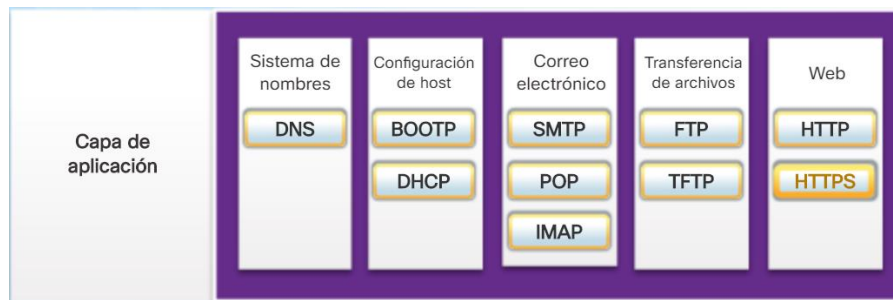 Capa de
aplicación
Sistema de
nombres
DNS
Configuración
de host
BOOTP
DHCP
Correo
electrónico
SMTP
POP
IMAP
Transferencia
de archivos
FTP
TFTP
Web
HTTP
HTTPS